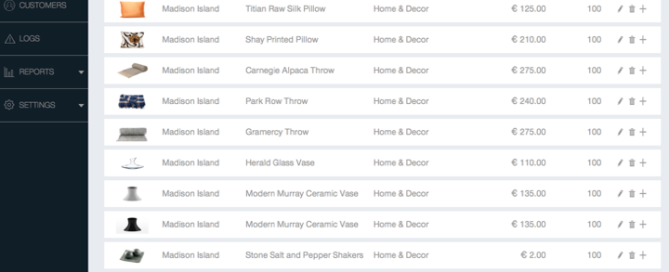 CUSTOMERS
LOGS
REPORTS
SETTINGS
Madison Island Titian Raw Silk Pillow Home & Decor € 125.00 100
Madison Island Shay Printed Pillow Home & Decor € 210.00 100
Madison Island Carnegie Alpaca Throw Home & Decor € 275.00 100
Madison Island Park Row Throw Home & Decor € 240.00 100
Madison Island Gramercy Throw Home & Decor € 275.00 100
Madison Island Herald Glass Vase Home & Decor € 110.00 100
Madison Island Modern Murray Ceramic Vase Home & Decor € 135.00 100
Madison Island Modern Murray Ceramic Vase Home & Decor € 135.00 100
Madison Island Stone Salt and Pepper Shakers Home & Decor € 2.00 100